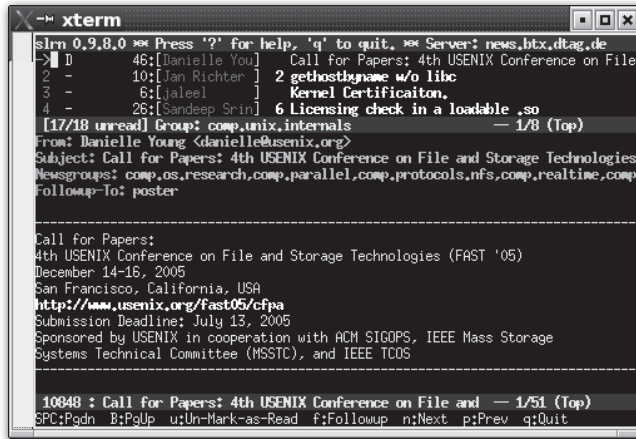 xterm
slrn 0.9.8.0 ** Press '?' for help, 'q' to quit. ** Server: news.btx.dtag.de
-> D 46:[Danielle You] Call for Papers: 4th USENIX Conference on File
2 - 10:[Jan Richter ] 2 gethostbyname w/o libc
3 - 6:[jaleel ] Kernel Certificaiton.
4 - 26:[Sandeep Srin] 6 Licensing check in a loadable .so
[17/18 unread] Group: comp.unix.internals — 1/8 (Top)
From: Danielle Young <danielle@usenix.org>
Subject: Call for Papers: 4th USENIX Conference on File and Storage Technologies
Newsgroups: comp.os.research,comp.parallel,comp.protocols.nfs,comp.realtime,comp
Followup-To: poster
Call for Papers:
4th USENIX Conference on File and Storage Technologies (FAST '05)
December 14-16, 2005
San Francisco, California, USA
http://www.usenix.org/fast05/cfpa
Submission Deadline: July 13, 2005
Sponsored by USENIX in cooperation with ACM SIGOPS, IEEE Mass Storage
Systems Technical Committee (MSSTC), and IEEE TCOS
10848 : Call for Papers: 4th USENIX Conference on File and — 1/51 (Top)
SPC:Pgdn B:PgUp u:Un-Mark-as-Read f:Followup n:Next p:Prev q:Quit